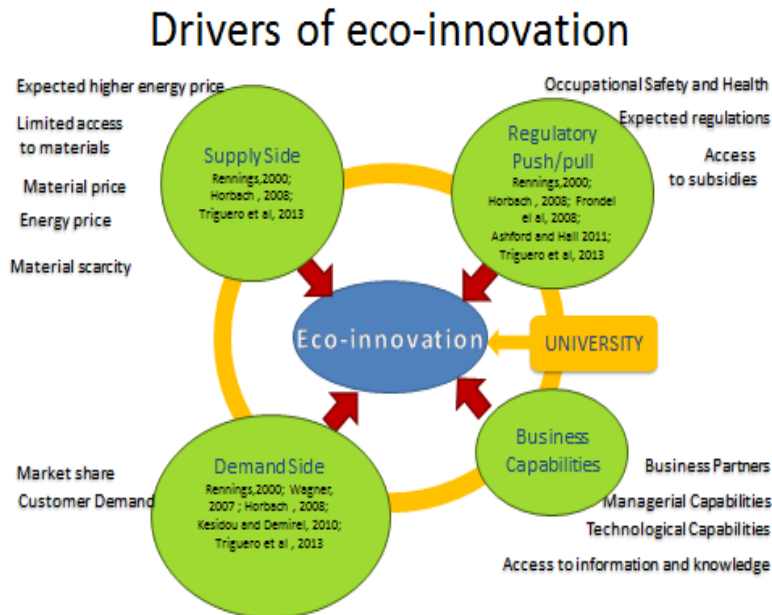 Drivers of eco-innovation
Expected higher energy price
Limited access
to materials
Material price
Energy price
Material scarcity
Supply Side
Rennings,2000;
Horbach , 2008;
Triguero et al, 2013
Occupational Safety and Health
Expected regulations
Access
to subsidies
Regulatory
Push/pull
Rennings,2000;
Horbach , 2008; Frondel
el al, 2008;
Ashford and Hall 2011;
Triguero et al, 2013
Eco-innovation
UNIVERSITY
Market share
Customer Demand
Demand Side
Rennings,2000; Wagner,
2007 ; Horbach , 2008;
Kesidou and Demirel, 2010;
Triguero et al , 2013
Business
Capabilities
Business Partners
Managerial Capabilities
Technological Capabilities
Access to information and knowledge